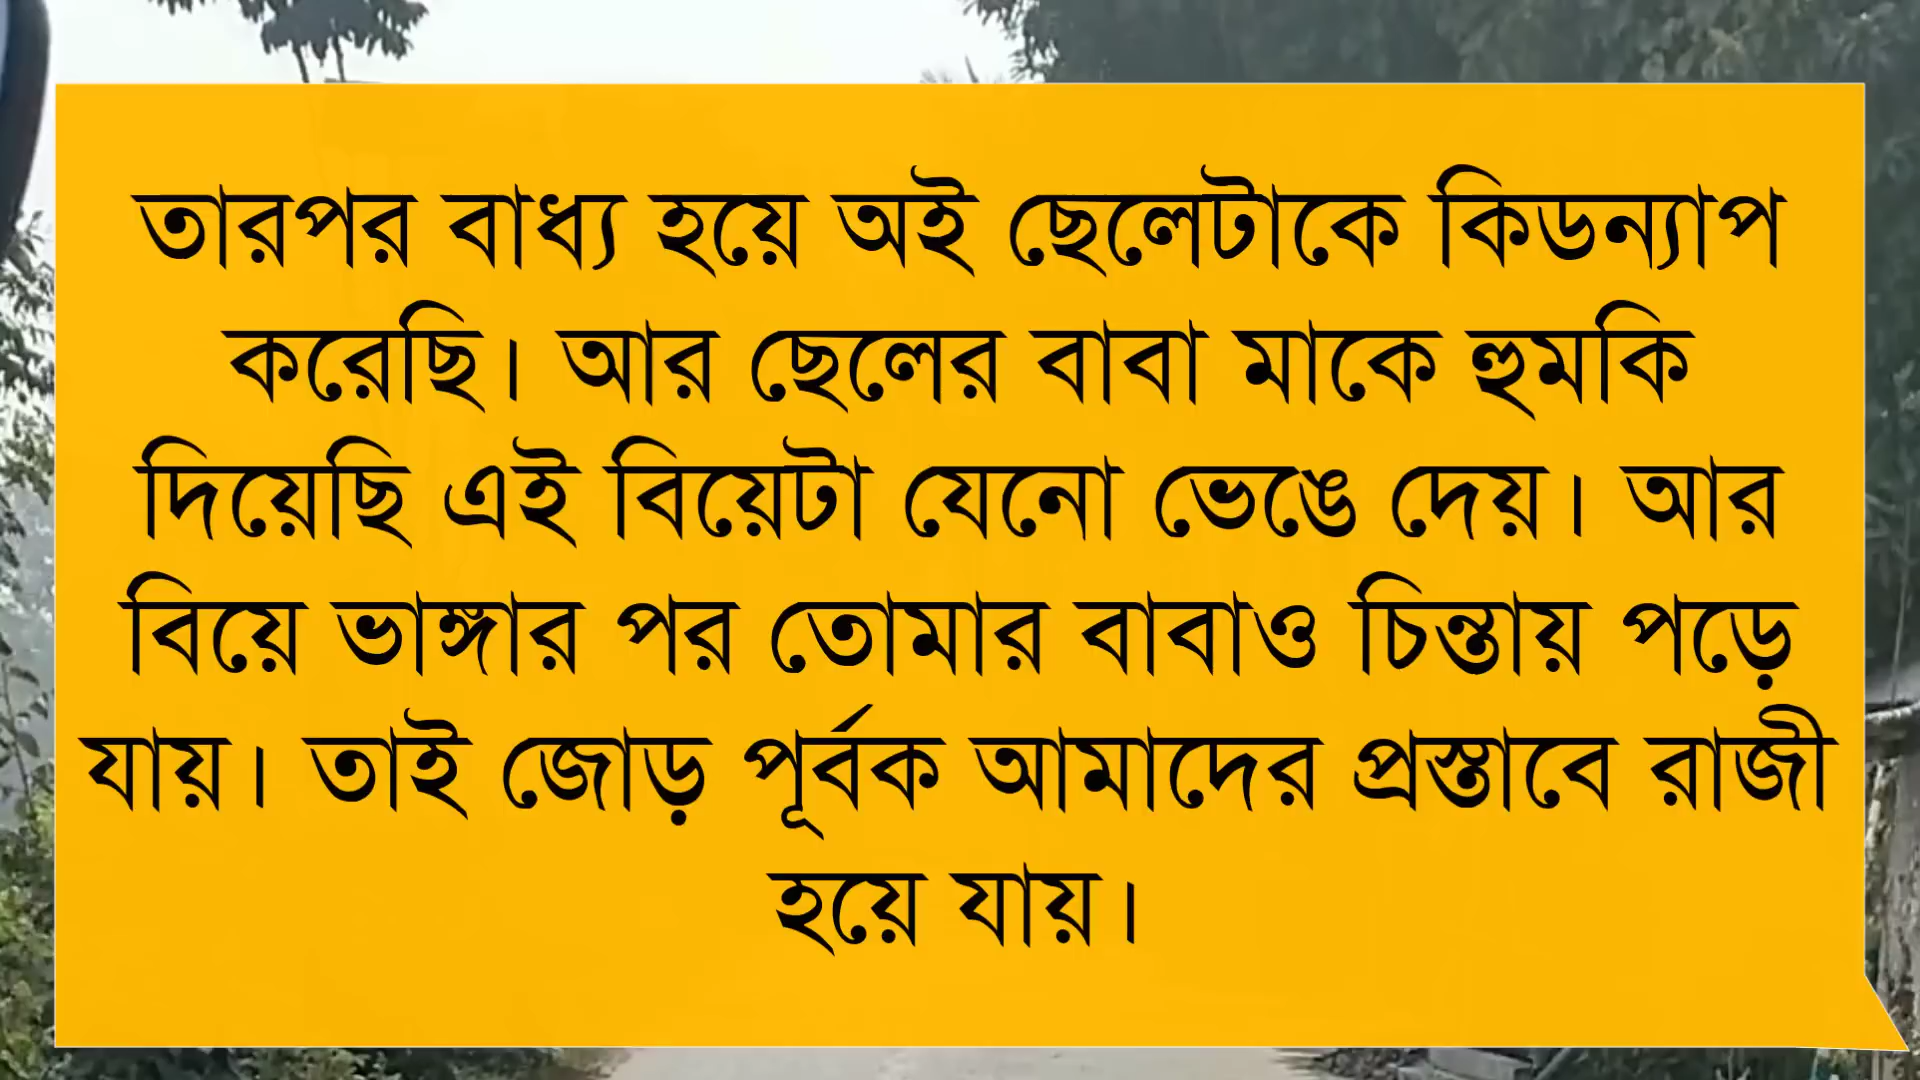 তারপর বাধ্য হয়ে অই ছেলেটাকে কিডন্যাপ
করেছি। আর ছেলের বাবা মাকে হুমকি
দিয়েছি এই বিয়েটা যেনো ভেঙে দেয়। আর
বিয়ে ভাঙ্গার পর তোমার বাবাও চিন্তায় পড়ে
যায়। তাই জোড় পূর্বক আমাদের প্রস্তাবে রাজী
হয়ে যায়।